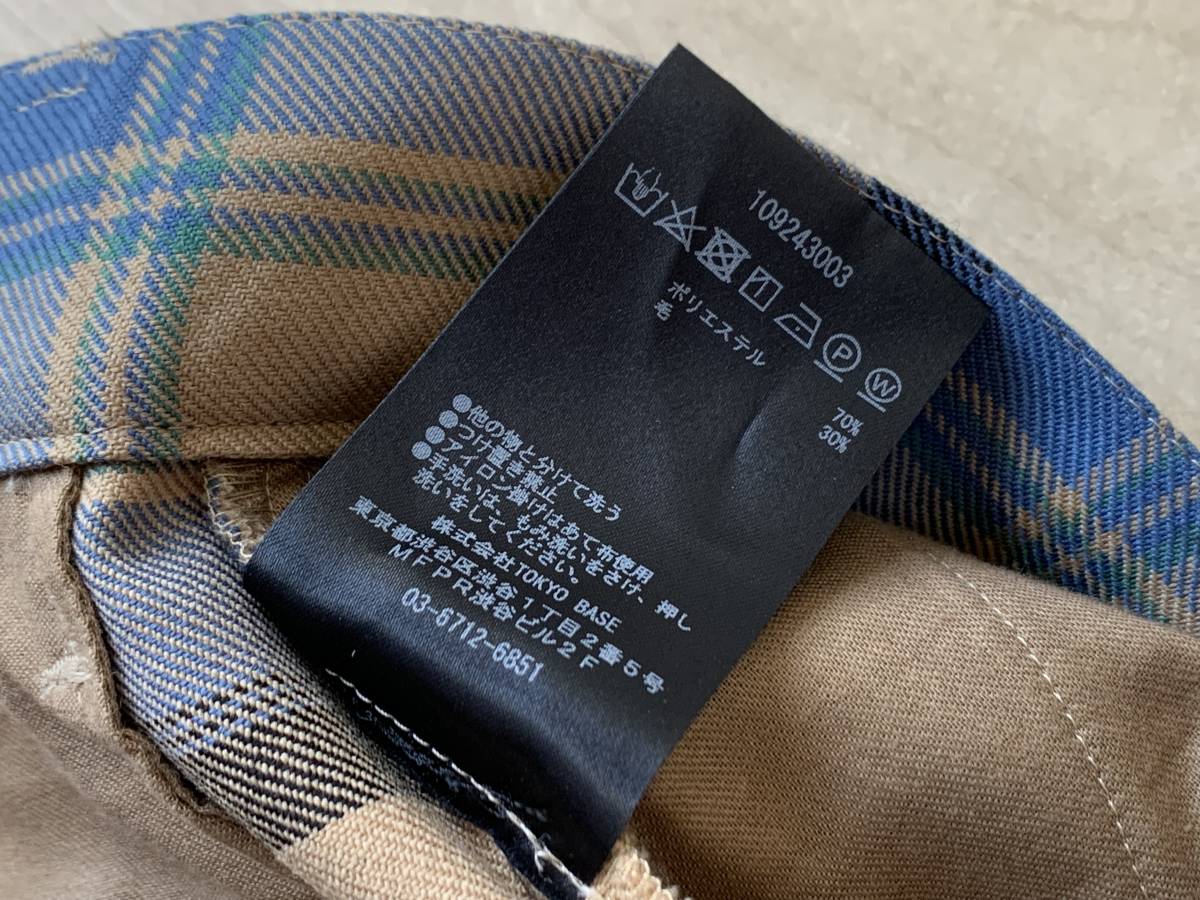 109243003
P W
ポリエステル 70%
毛 30%
●他の物と分けて洗う
●つけ置き禁止
●アイロン掛けはあて布使用
●手洗いは、もみ洗いをさけ、押し
洗いをしてください。
株式会社TOKYO BASE
東京都渋谷区渋谷1丁目2番5号
MFPR渋谷ビル2F
03-6712-6851